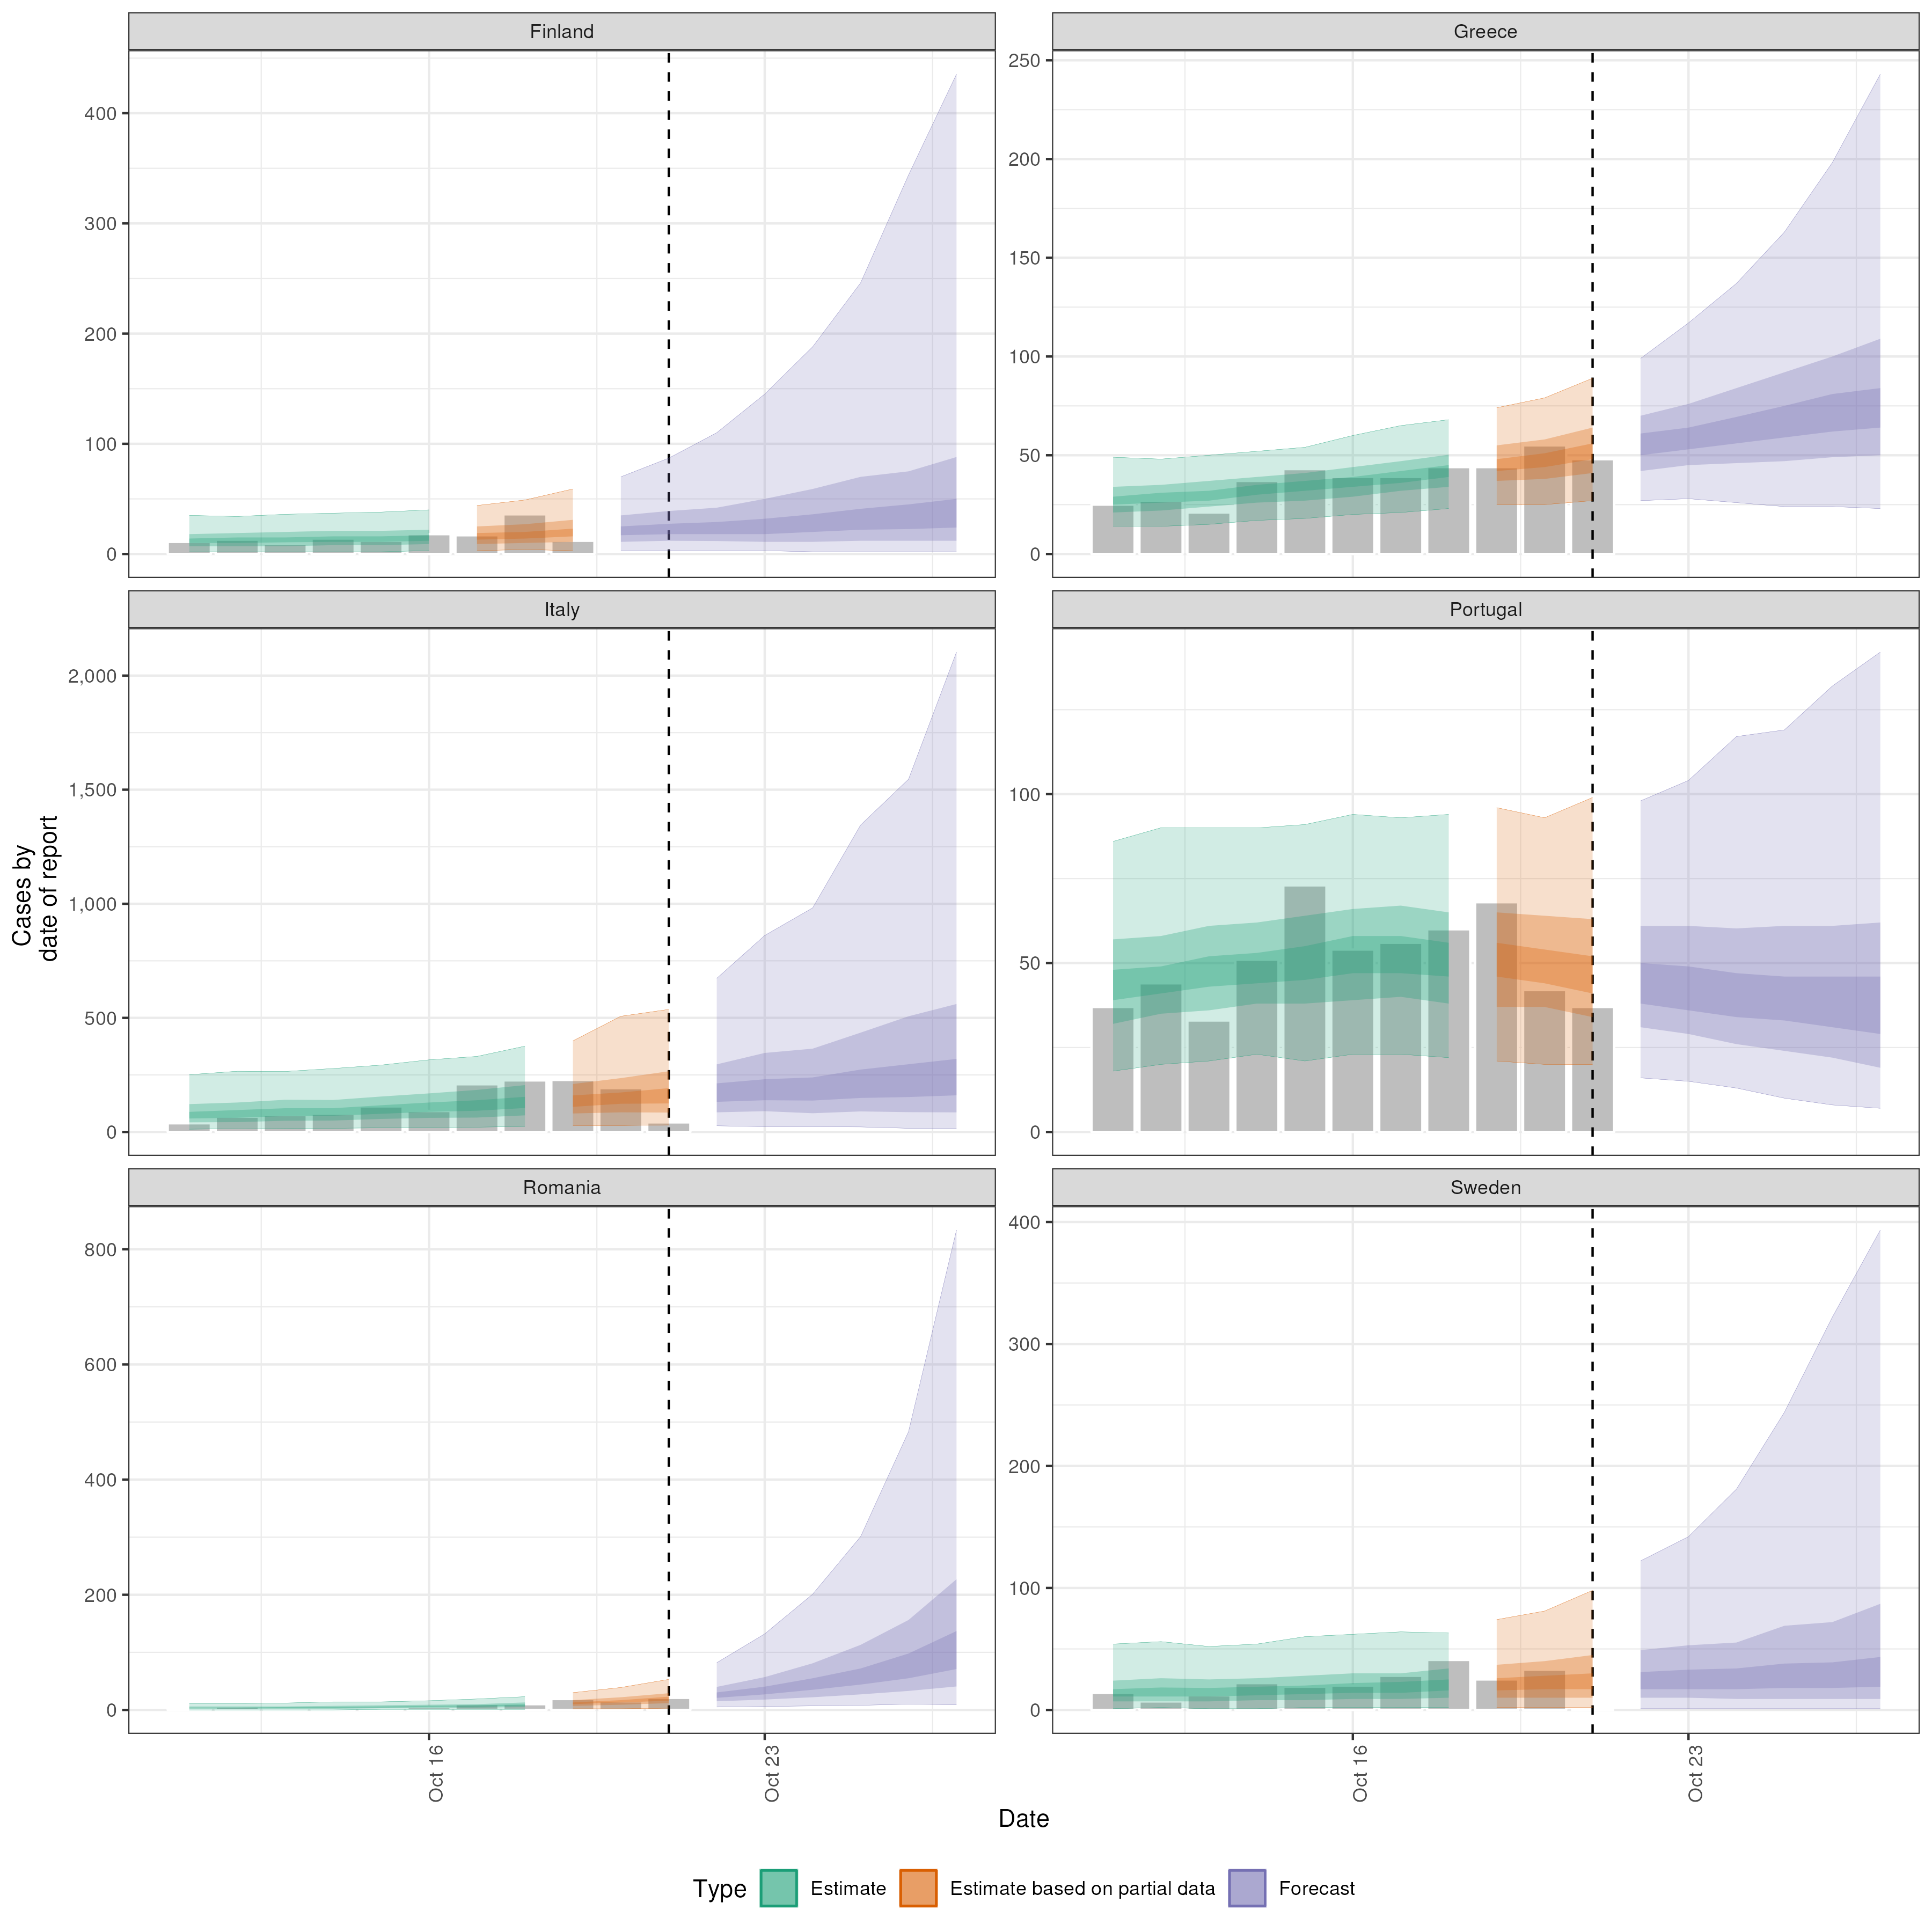 Finland
Greece
400
300
200
100
0
250
200
150
100
50
0
Italy
Portugal
Cases by
date of report
2,000
1,500
1,000
500
0
100
50
0
Romania
Sweden
800
600
400
200
0
400
300
200
100
0
Oct 16
Oct 23
Oct 16
Oct 23
Date
Type Estimate Estimate based on partial data Forecast